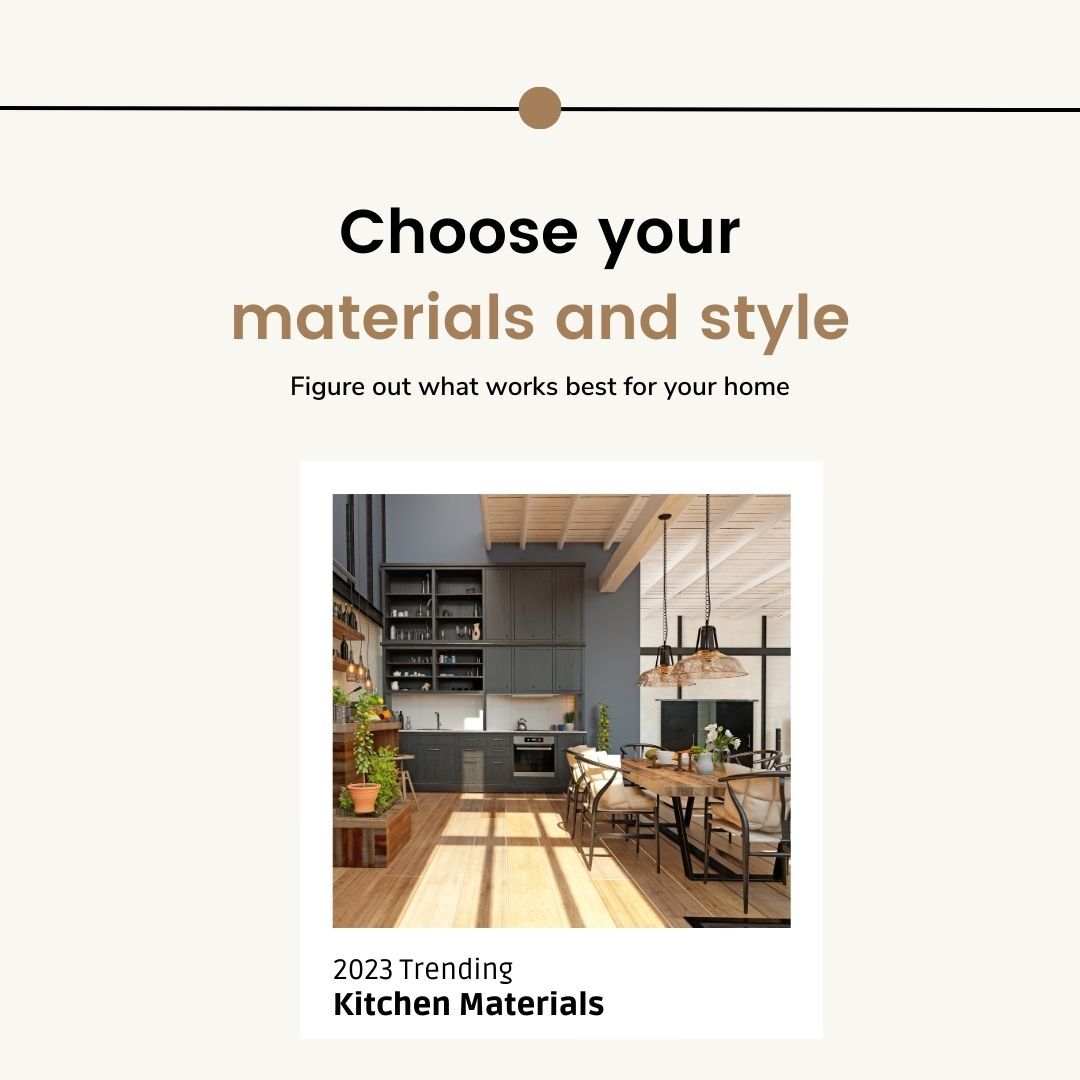 Choose your
materials and style
Figure out what works best for your home
2023 Trending
Kitchen Materials